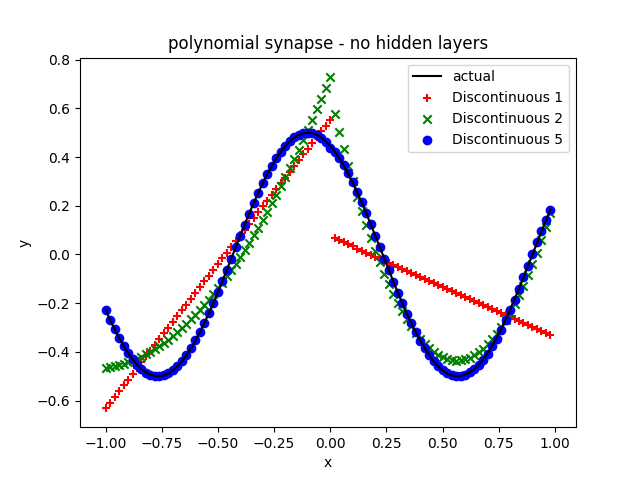 polynomial synapse - no hidden layers
actual
Discontinuous 1
Discontinuous 2
Discontinuous 5
y
0.8
0.6
0.4
0.2
0.0
−0.2
−0.4
−0.6
−1.00 −0.75 −0.50 −0.25 0.00 0.25 0.50 0.75 1.00
x